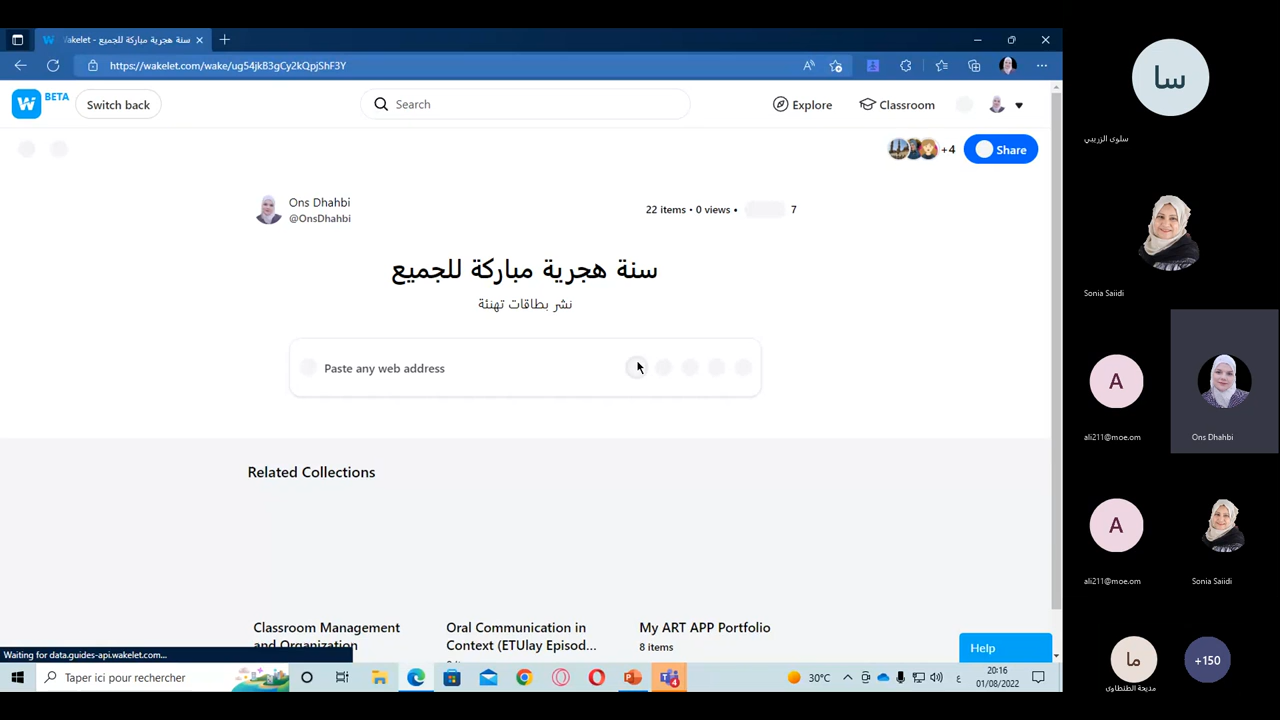 Wakelet - سنة هجرية مباركة للجميع
https://wakelet.com/wake/ug54jkB3gCy2kQpjShF3Y
W BETA
Switch back
Search
Explore
Classroom
+4
Share
Ons Dhahbi
@OnsDhahbi
22 items • 0 views •
7
سنة هجرية مباركة للجميع
نشر بطاقات تهنئة
Paste any web address
Related Collections
Classroom Management
and Organization
Oral Communication in
Context (ETUlay Episod...
My ART APP Portfolio
8 items
Help
Waiting for data.guides-api.wakelet.com...
Taper ici pour rechercher
30°C
ع
20:16
01/08/2022
سا
سلوى الزريبي
Sonia Saiidi
A
ali211@moe.om
Ons Dhahbi
A
ali211@moe.om
Sonia Saiidi
ما
مديحة الطنطاوى
+150